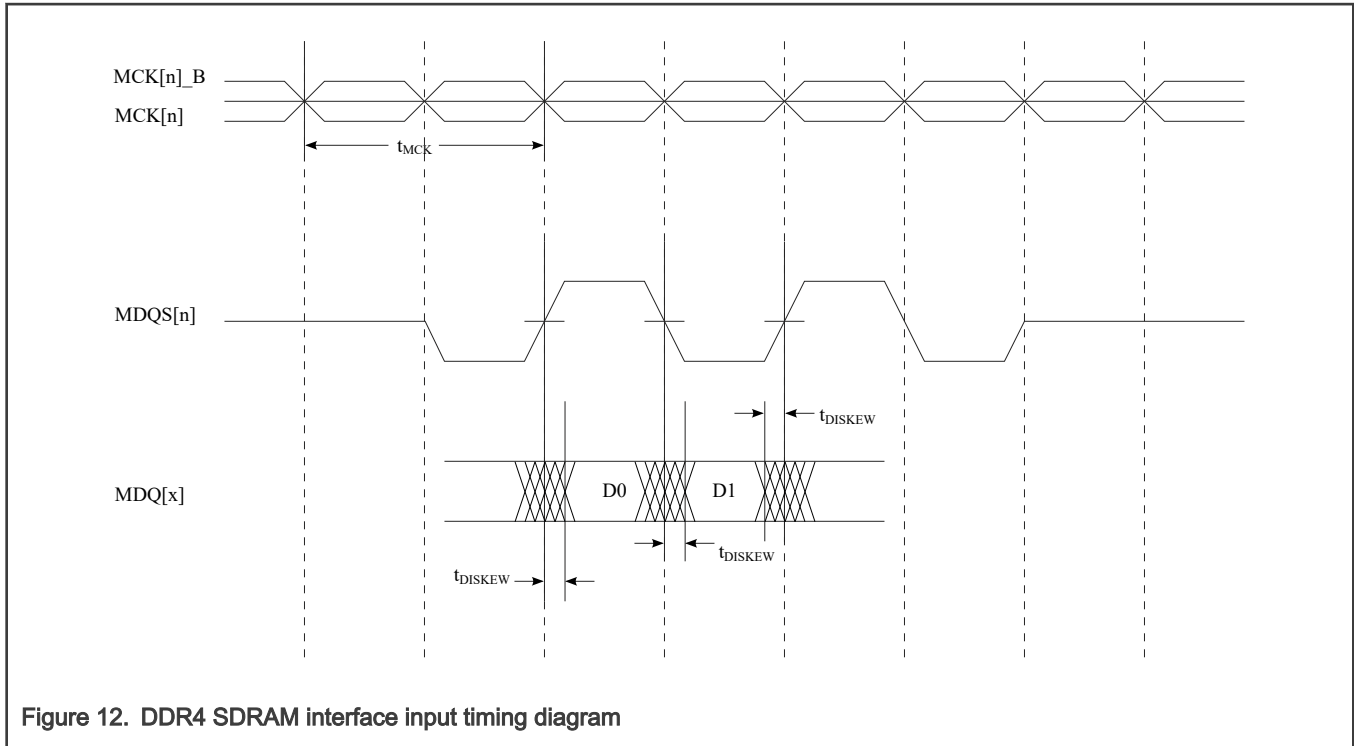 MCK[n]_B
MCK[n]
tMCK
MDQS[n]
tDISKEW
MDQ[x]
D0
D1
tDISKEW
tDISKEW
Figure 12. DDR4 SDRAM interface input timing diagram